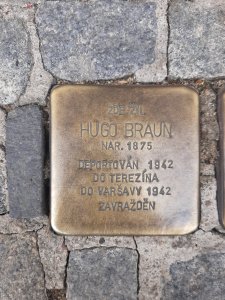 ZDE ŽIL
HUGO BRAUN
NAR. 1875
DEPORTOVÁN 1942
DO TEREZÍNA
DO VARŠAVY 1942
ZAVRAŽDĚN